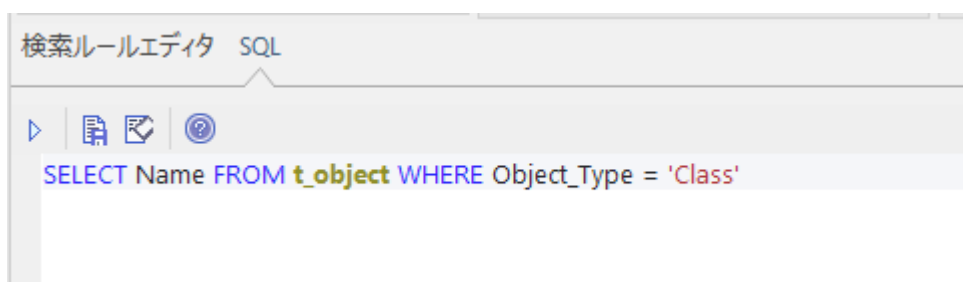 検索ルールエディタ SQL
SELECT Name FROM t_object WHERE Object_Type = 'Class'